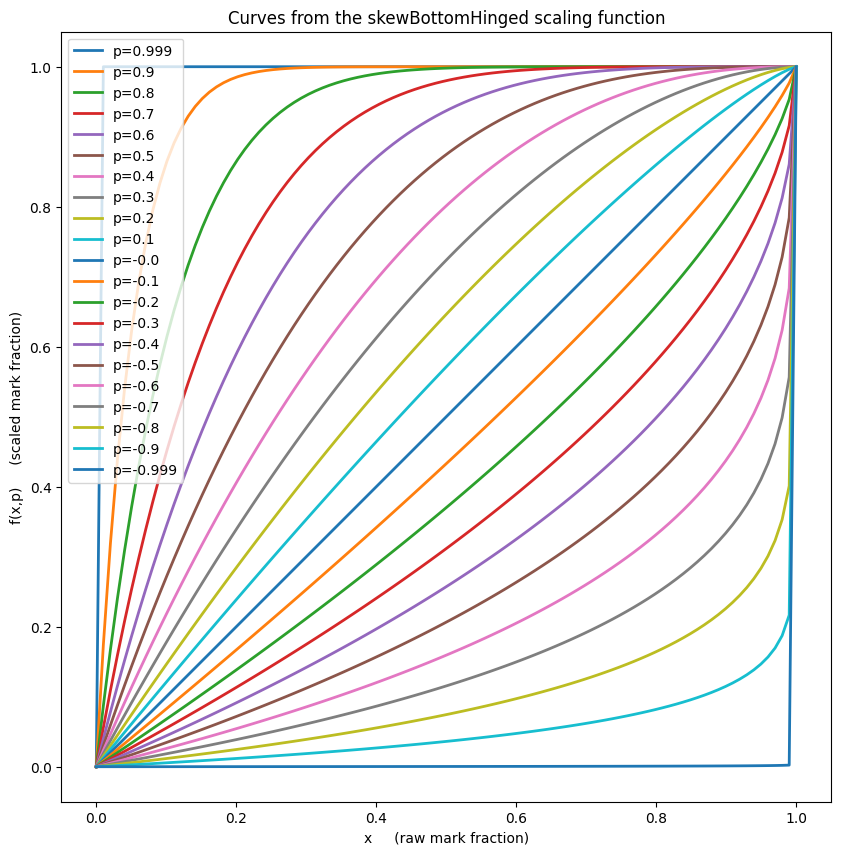 Curves from the skewBottomHinged scaling function
p=0.999
p=0.9
p=0.8
p=0.7
p=0.6
p=0.5
p=0.4
p=0.3
p=0.2
p=0.1
p=-0.0
p=-0.1
p=-0.2
p=-0.3
p=-0.4
p=-0.5
p=-0.6
p=-0.7
p=-0.8
p=-0.9
p=-0.999
1.0
0.8
0.6
0.4
0.2
0.0
f(x,p) (scaled mark fraction)
0.0 0.2 0.4 0.6 0.8 1.0
x (raw mark fraction)